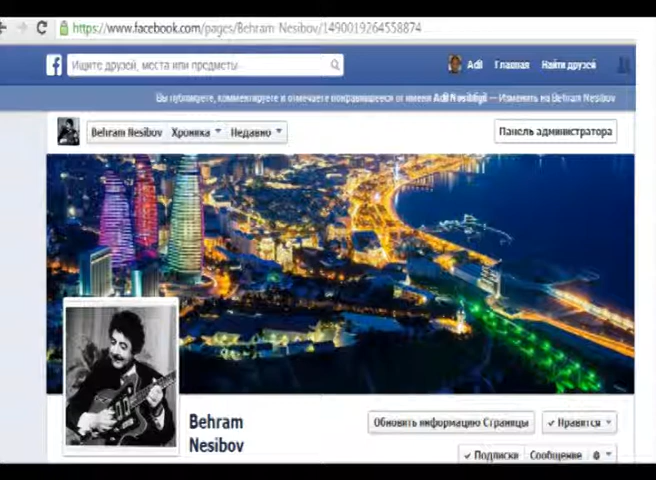 https://www.facebook.com/pages/Behram-Nesibov/1490019264558874
f
Ищите друзей, места или предметы
Adil
Главная
Найти друзей
Вы публикуете, комментируете и отмечаете понравившееся от имени — Изменить на Behram Nesibov
Behram Nesibov
Хроника
Недавно
Панель администратора
Behram
Nesibov
Обновить информацию Страницы
✓ Нравится
✓ Подписки
Сообщение